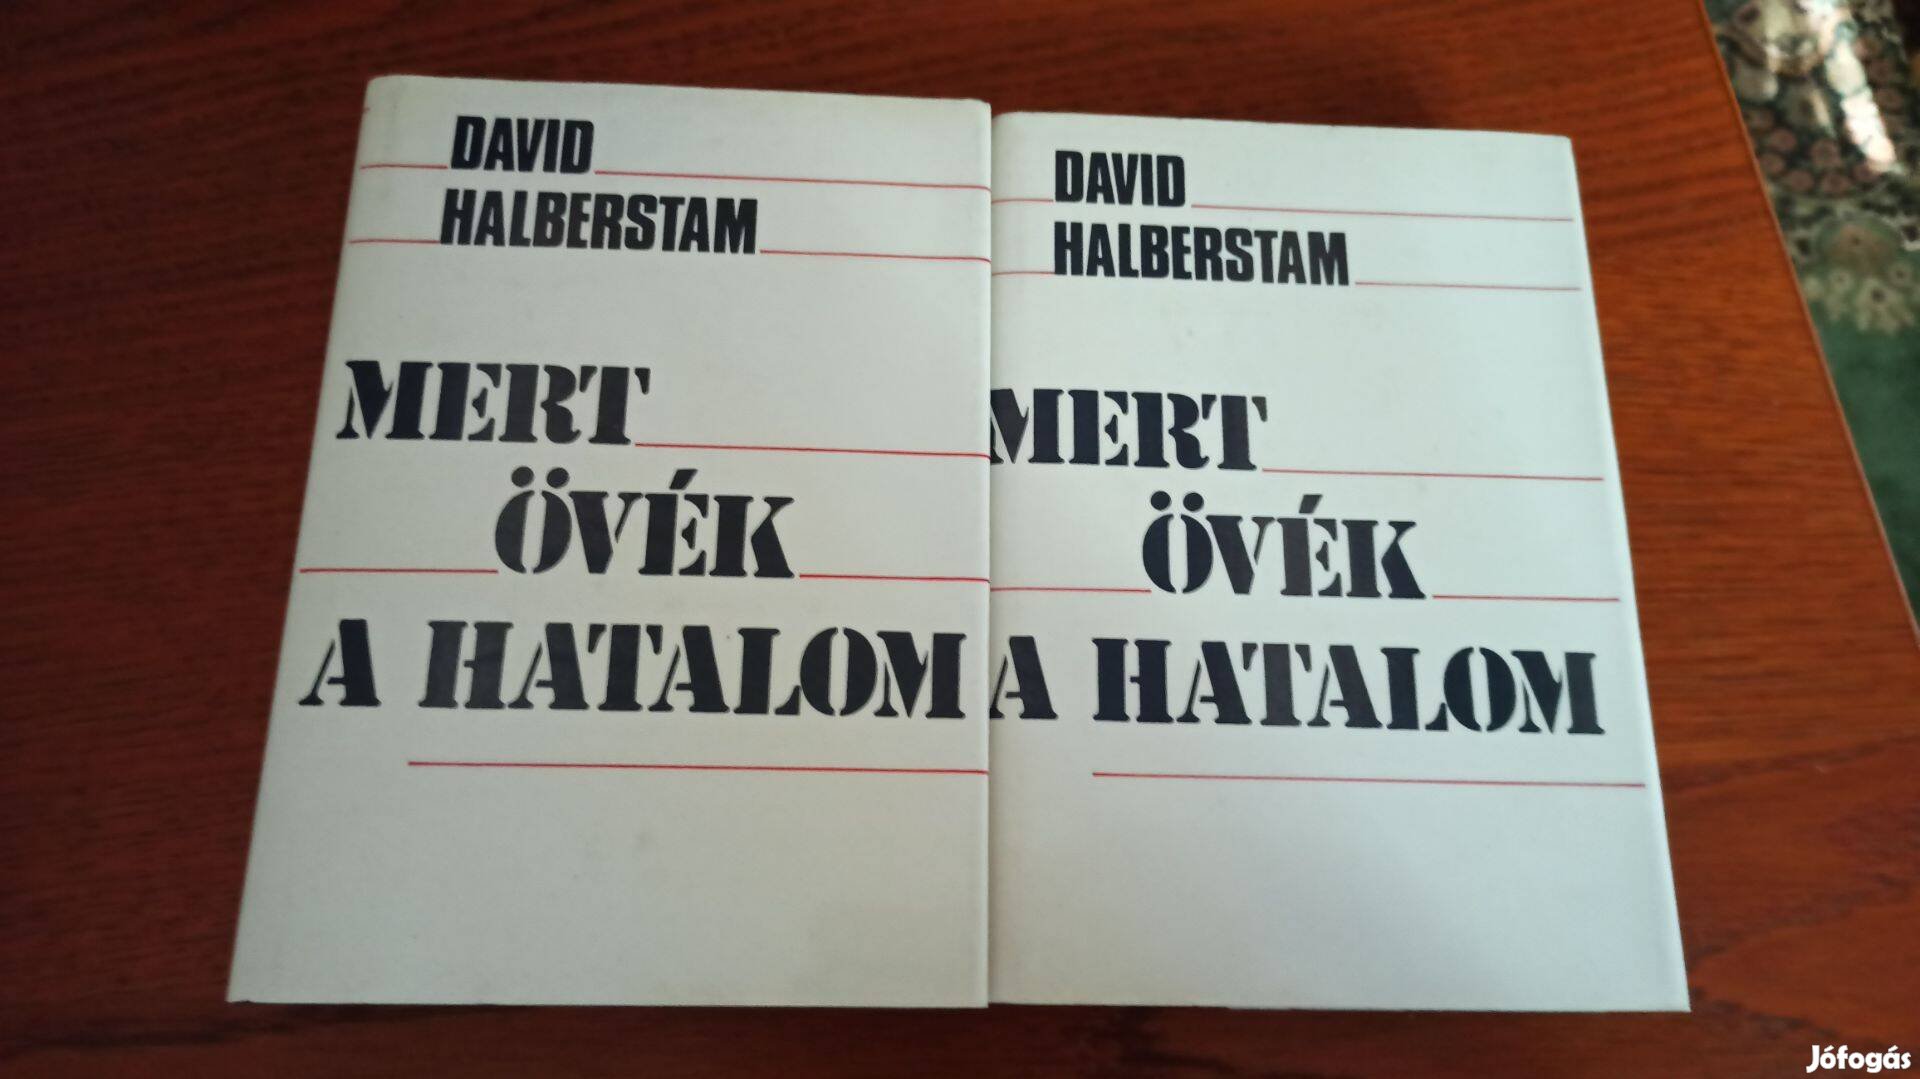 DAVID
HALBERSTAM
MERT
ÖVÉK
A HATALOM
DAVID
HALBERSTAM
MERT
ÖVÉK
A HATALOM
Jófogás